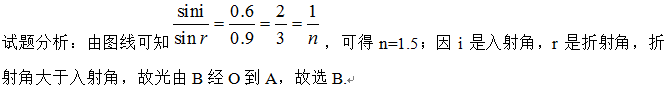 试题分析：由图线可知 sini/sin r = 0.6/0.9 = 2/3 = 1/n ，可得 n=1.5；因 i 是入射角，r 是折射角，折
射角大于入射角，故光由 B 经 O 到 A，故选 B.↵